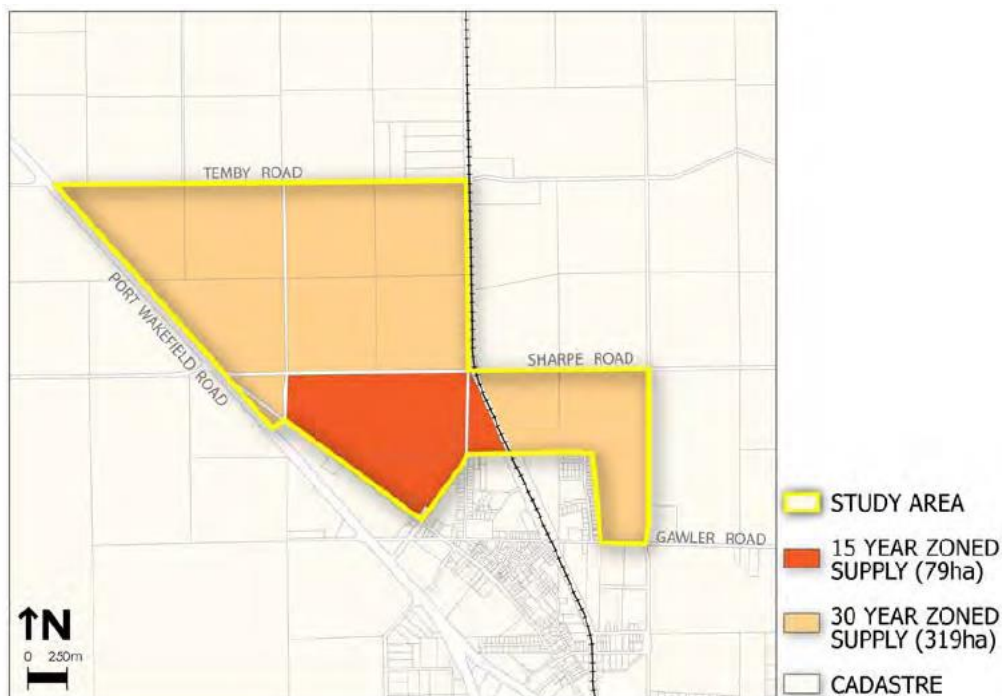 TEMBY ROAD
PORT WAKEFIELD ROAD
SHARPE ROAD
GAWLER ROAD
STUDY AREA
15 YEAR ZONED
SUPPLY (79ha)
30 YEAR ZONED
SUPPLY (319ha)
CADASTRE
↑N
0 250m